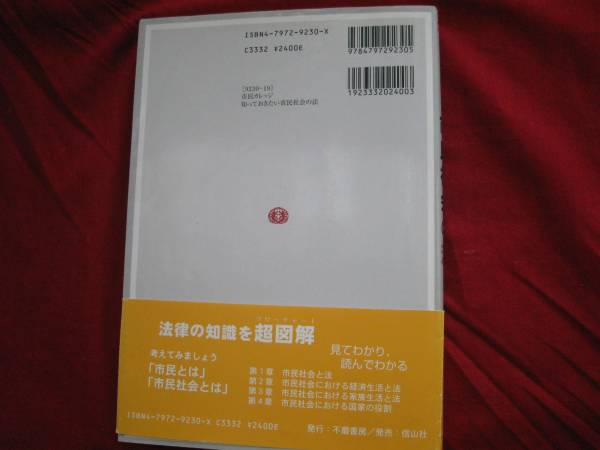 ISBN4-7972-9230-X
C3332 ¥2400E
9784797292305
1923332024003
[9230-19]
市民カレッジ
知っておきたい市民社会の法
フローチャート
法律の知識を超図解
見てわかり、
読んでわかる
考えてみましょう
「市民とは」
「市民社会とは」
第1章 市民社会と法
第2章 市民社会における経済生活と法
第3章 市民社会における家族生活と法
第4章 市民社会における国家の役割
ISBN4-7972-9230-X C3332 ¥2400E
発行：不磨書房／発売：信山社